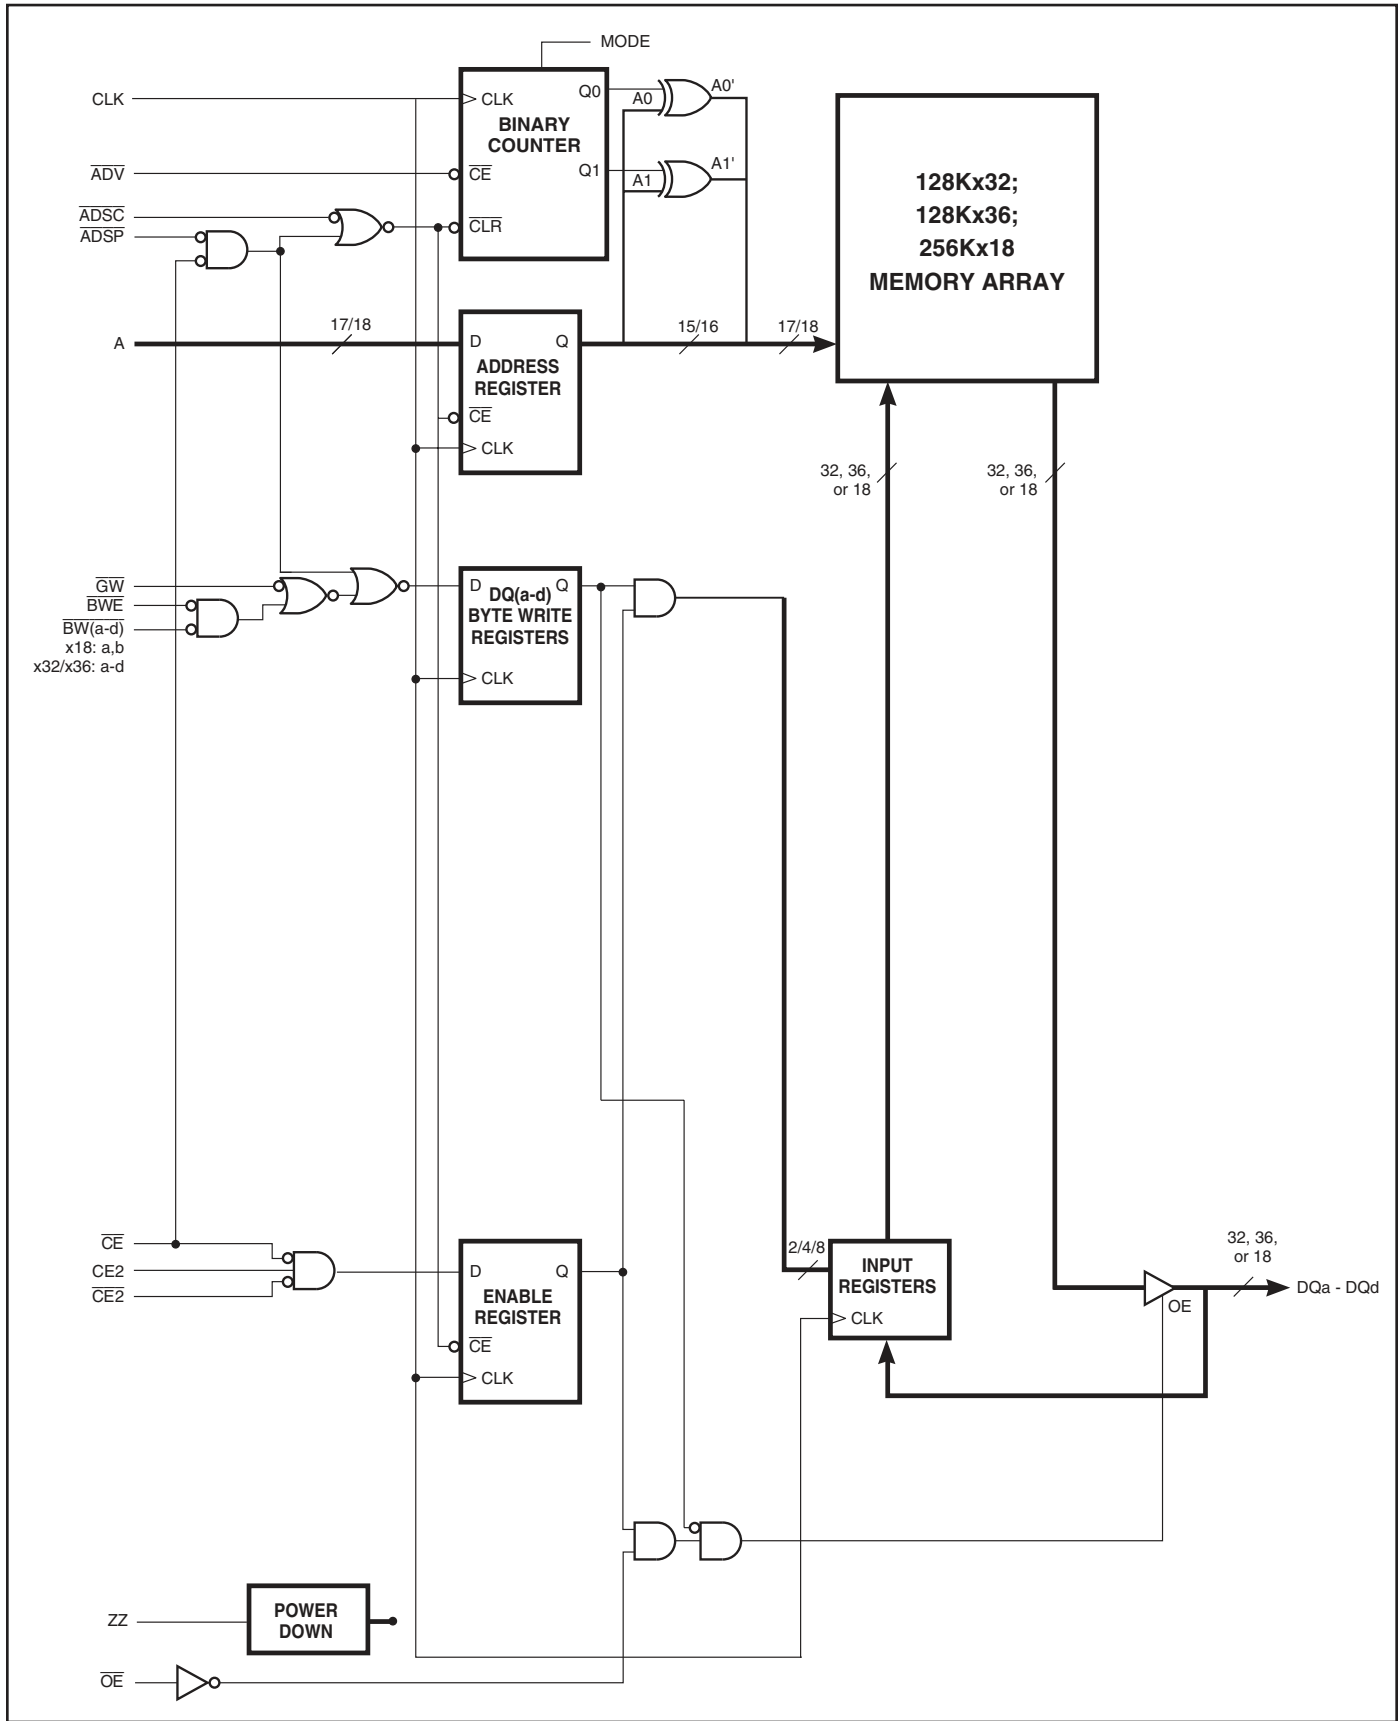 MODE
CLK
CLK
Q0
A0
A0'
BINARY
COUNTER
ADV
CE
Q1
A1
A1'
ADSC
ADSP
CLR
128Kx32;
128Kx36;
256Kx18
MEMORY ARRAY
A
17/18
D
Q
15/16
17/18
ADDRESS
REGISTER
CE
CLK
32, 36,
or 18
32, 36,
or 18
GW
BWE
BW(a-d)
x18: a,b
x32/x36: a-d
D
DQ(a-d)
Q
BYTE WRITE
REGISTERS
CLK
CE
CE2
CE2
D
Q
ENABLE
REGISTER
CE
CLK
2/4/8
INPUT
REGISTERS
CLK
32, 36,
or 18
OE
DQa - DQd
ZZ
POWER
DOWN
OE